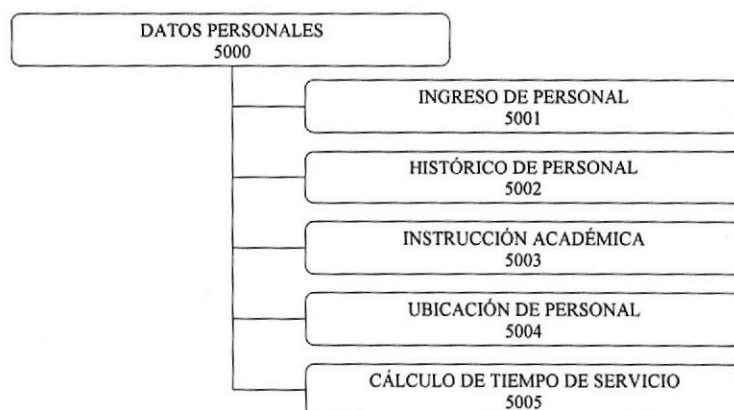 DATOS PERSONALES
5000
INGRESO DE PERSONAL
5001
HISTÓRICO DE PERSONAL
5002
INSTRUCCIÓN ACADÉMICA
5003
UBICACIÓN DE PERSONAL
5004
CÁLCULO DE TIEMPO DE SERVICIO
5005